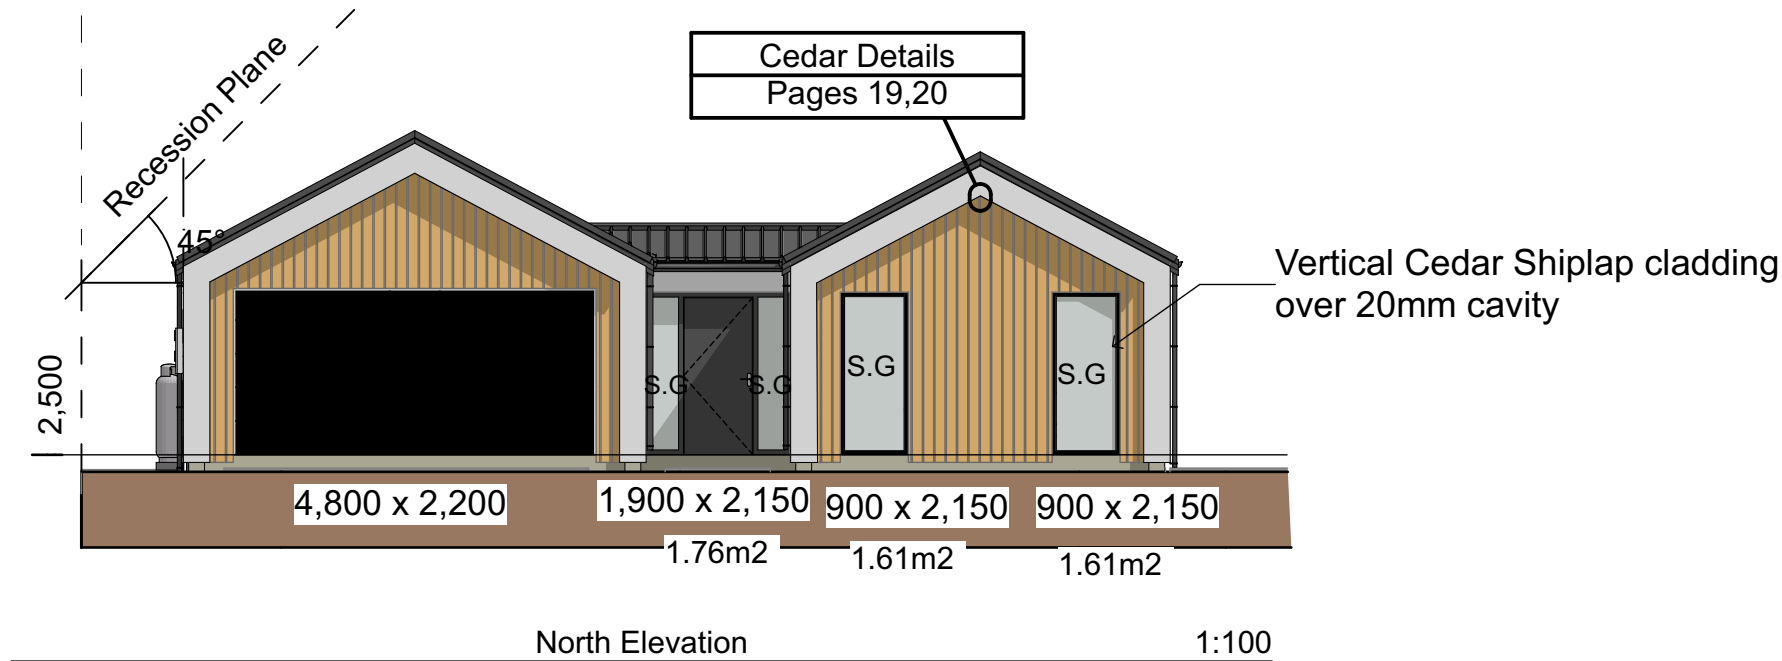 Recession Plane
Cedar Details
Pages 19,20
45°
Vertical Cedar Shiplap cladding
over 20mm cavity
2,500
S.G
S.G
S.G
S.G
4,800 x 2,200
1,900 x 2,150
900 x 2,150
900 x 2,150
1.76m2
1.61m2
1.61m2
North Elevation
1:100